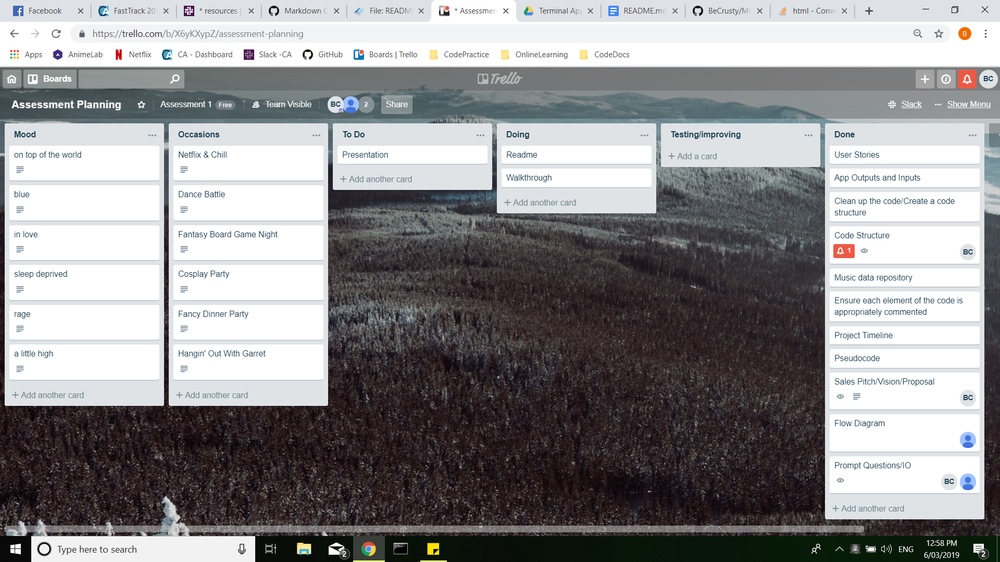 Facebook
FastTrack 20
* resources |
Markdown C
File: READM
* Assessmen
Terminal Ap
README.md
BeCrusty/Mu
html - Conve
https://trello.com/b/X6yKXypZ/assessment-planning
B
Apps
AnimeLab
Netflix
CA - Dashboard
Slack -CA
GitHub
Boards | Trello
CodePractice
OnlineLearning
CodeDocs
Boards
Trello
BC
Assessment Planning
Assessment 1 Free
Team Visible
BC
2
Share
Slack
Show Menu
Mood
on top of the world
blue
in love
sleep deprived
rage
a little high
+ Add another card
Occasions
Netflix & Chill
Dance Battle
Fantasy Board Game Night
Cosplay Party
Fancy Dinner Party
Hangin' Out With Garret
+ Add another card
To Do
Presentation
+ Add another card
Doing
Readme
Walkthrough
+ Add another card
Testing/improving
+ Add a card
Done
User Stories
App Outputs and Inputs
Clean up the code/Create a code
structure
Code Structure
1
BC
Music data repository
Ensure each element of the code is
appropriately commented
Project Timeline
Pseudocode
Sales Pitch/Vision/Proposal
BC
Flow Diagram
Prompt Questions/IO
BC
+ Add another card
Type here to search
2
ENG
12:58 PM
6/03/2019
2